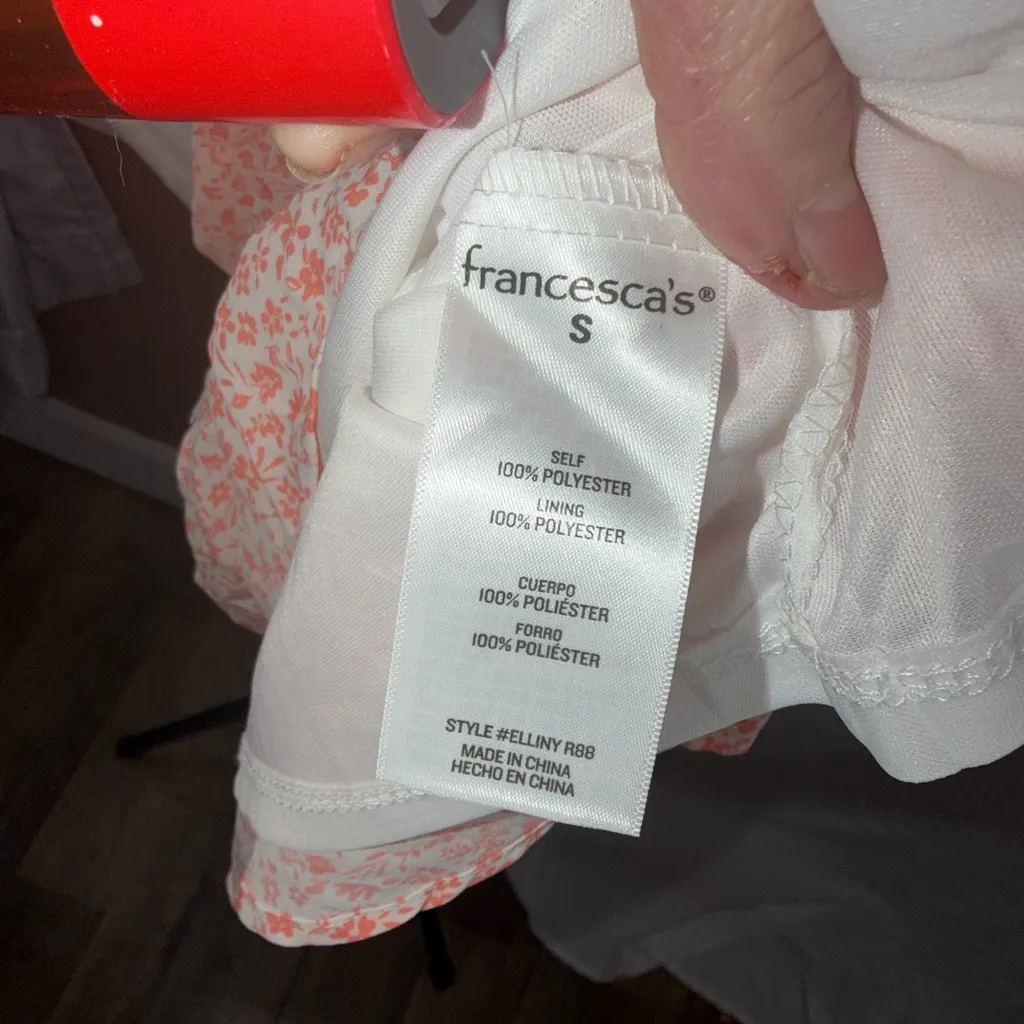 francesca's®
S
SELF
100% POLYESTER
LINING
100% POLYESTER
CUERPO
100% POLIÉSTER
FORRO
100% POLIÉSTER
STYLE #ELLINY R88
MADE IN CHINA
HECHO EN CHINA